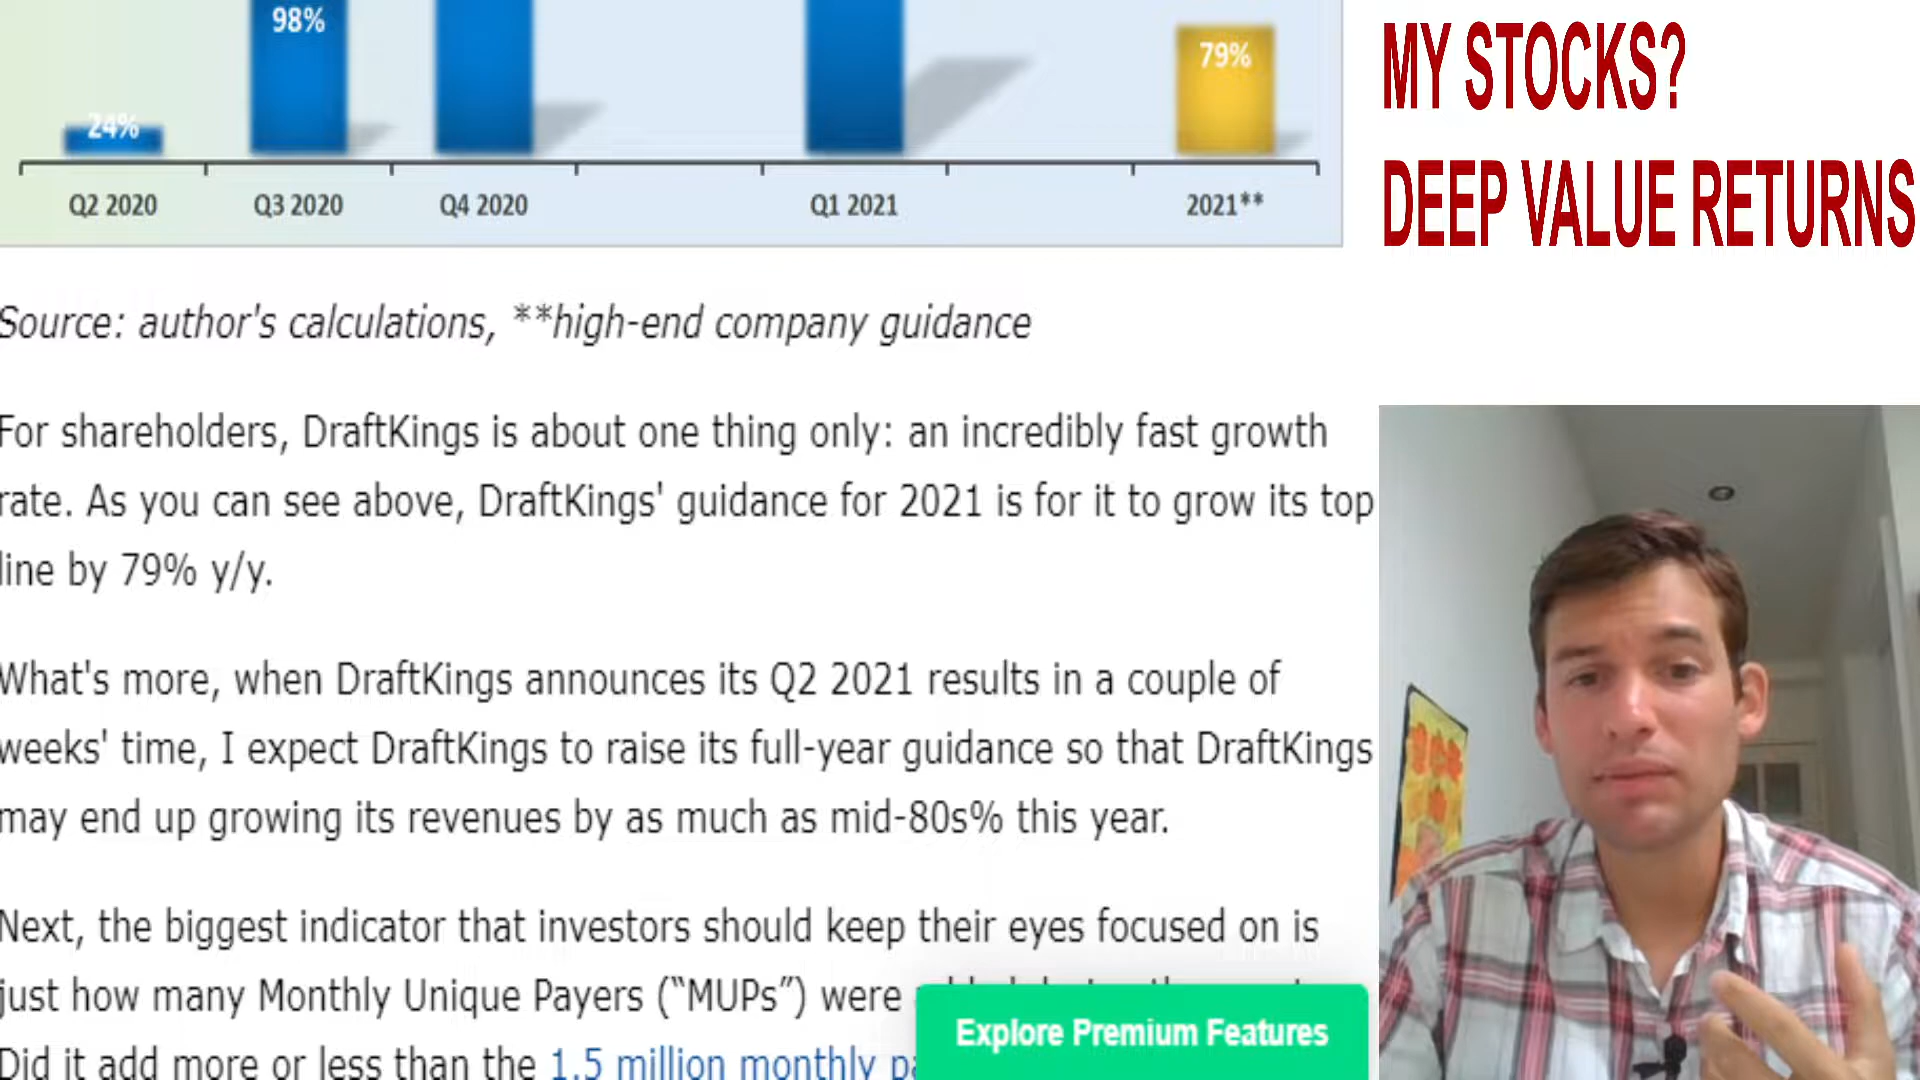 98%
79%
24%
Q2 2020 Q3 2020 Q4 2020 Q1 2021 2021**
MY STOCKS?
DEEP VALUE RETURNS
Source: author's calculations, **high-end company guidance
For shareholders, DraftKings is about one thing only: an incredibly fast growth
rate. As you can see above, DraftKings' guidance for 2021 is for it to grow its top
line by 79% y/y.
What's more, when DraftKings announces its Q2 2021 results in a couple of
weeks' time, I expect DraftKings to raise its full-year guidance so that DraftKings
may end up growing its revenues by as much as mid-80s% this year.
Next, the biggest indicator that investors should keep their eyes focused on is
just how many Monthly Unique Payers (“MUPs”) were
Did it add more or less than the 1.5 million monthly
Explore Premium Features